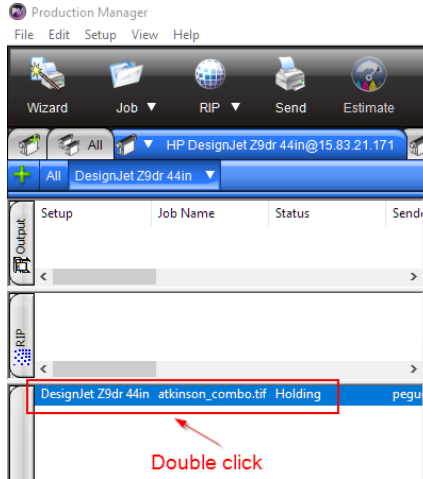 Production Manager
File Edit Setup View Help
Wizard Job ▼ RIP ▼ Send Estimate
All ▼ HP DesignJet Z9dr 44in@15.83.21.171
All DesignJet Z9dr 44in ▼
Setup Job Name Status
Output
RIP
DesignJet Z9dr 44in atkinson_combo.tif Holding
Double click